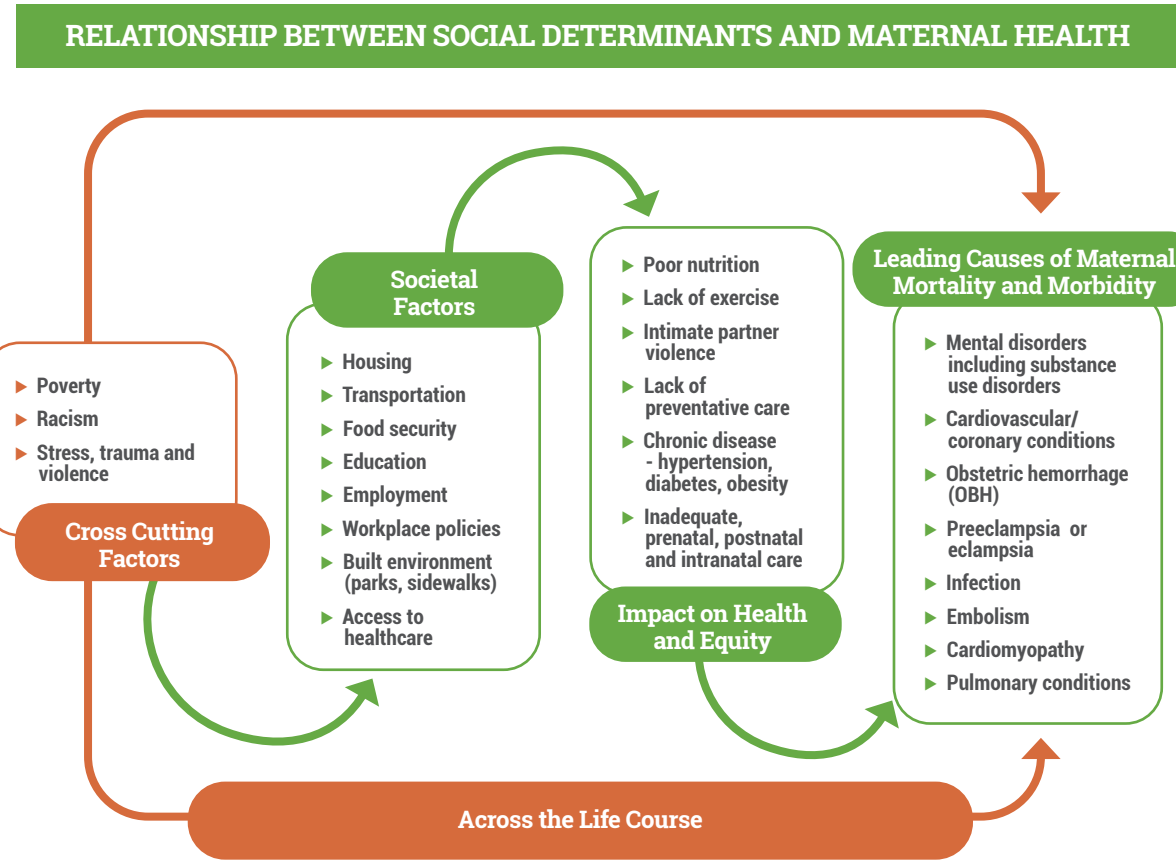 RELATIONSHIP BETWEEN SOCIAL DETERMINANTS AND MATERNAL HEALTH
Poverty
Racism
Stress, trauma and
violence
Cross Cutting
Factors
Societal
Factors
Housing
Transportation
Food security
Education
Employment
Workplace policies
Built environment
(parks, sidewalks)
Access to
healthcare
Poor nutrition
Lack of exercise
Intimate partner
violence
Lack of
preventative care
Chronic disease
- hypertension,
diabetes, obesity
Inadequate,
prenatal, postnatal
and intranatal care
Impact on Health
and Equity
Leading Causes of Maternal
Mortality and Morbidity
Mental disorders
including substance
use disorders
Cardiovascular/
coronary conditions
Obstetric hemorrhage
(OBH)
Preeclampsia or
eclampsia
Infection
Embolism
Cardiomyopathy
Pulmonary conditions
Across the Life Course